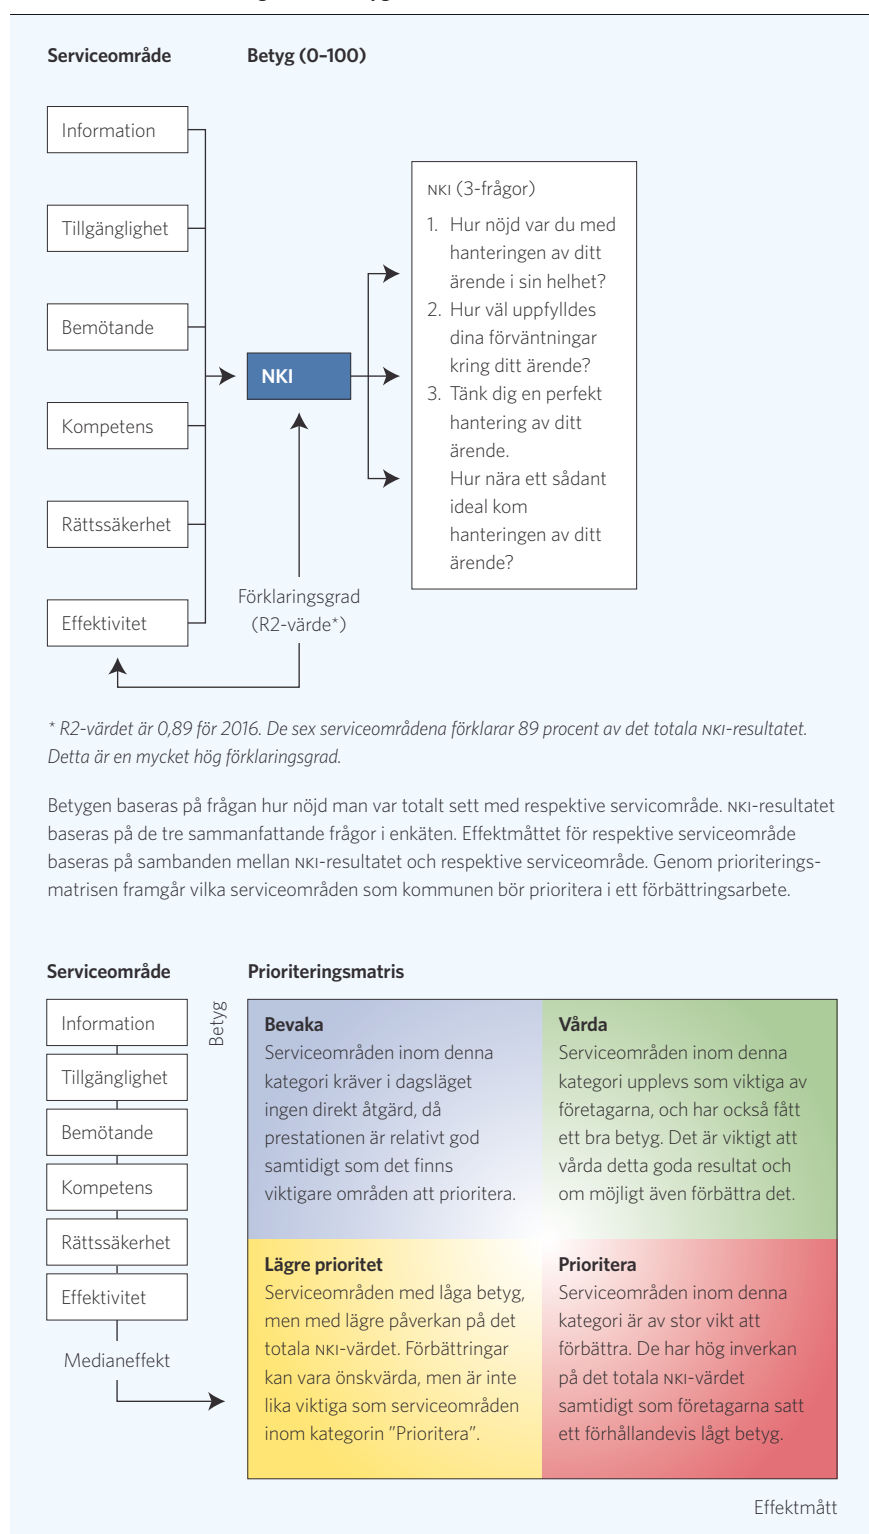 Serviceområde
Betyg (0–100)
Information
Tillgänglighet
Bemötande
Kompetens
Rättssäkerhet
Effektivitet
NKI
NKI (3-frågor)
1. Hur nöjd var du med
hanteringen av ditt
ärende i sin helhet?
2. Hur väl uppfylldes
dina förväntningar
kring ditt ärende?
3. Tänk dig en perfekt
hantering av ditt
ärende.
Hur nära ett sådant
ideal kom
hanteringen av ditt
ärende?
Förklaringsgrad
(R2-värde*)
* R2-värdet är 0,89 för 2016. De sex serviceområdena förklarar 89 procent av det totala NKI-resultatet.
Detta är en mycket hög förklaringsgrad.
Betygen baseras på frågan hur nöjd man var totalt sett med respektive servicområde. NKI-resultatet
baseras på de tre sammanfattande frågor i enkäten. Effektmåttet för respektive serviceområde
baseras på sambanden mellan NKI-resultatet och respektive serviceområde. Genom prioriterings-
matrisen framgår vilka serviceområden som kommunen bör prioritera i ett förbättringsarbete.
Serviceområde
Prioriteringsmatris
Information
Tillgänglighet
Bemötande
Kompetens
Rättssäkerhet
Effektivitet
Medianeffekt
Betyg
Bevaka
Serviceområden inom denna
kategori kräver i dagsläget
ingen direkt åtgärd, då
prestationen är relativt god
samtidigt som det finns
viktigare områden att prioritera.
Vårda
Serviceområden inom denna
kategori upplevs som viktiga av
företagarna, och har också fått
ett bra betyg. Det är viktigt att
vårda detta goda resultat och
om möjligt även förbättra det.
Lägre prioritet
Serviceområden med låga betyg,
men med lägre påverkan på det
totala NKI-värdet. Förbättringar
kan vara önskvärda, men är inte
lika viktiga som serviceområden
inom kategorin ”Prioritera”.
Prioritera
Serviceområden inom denna
kategori är av stor vikt att
förbättra. De har hög inverkan
på det totala NKI-värdet
samtidigt som företagarna satt
ett förhållandevis lågt betyg.
Effektmått